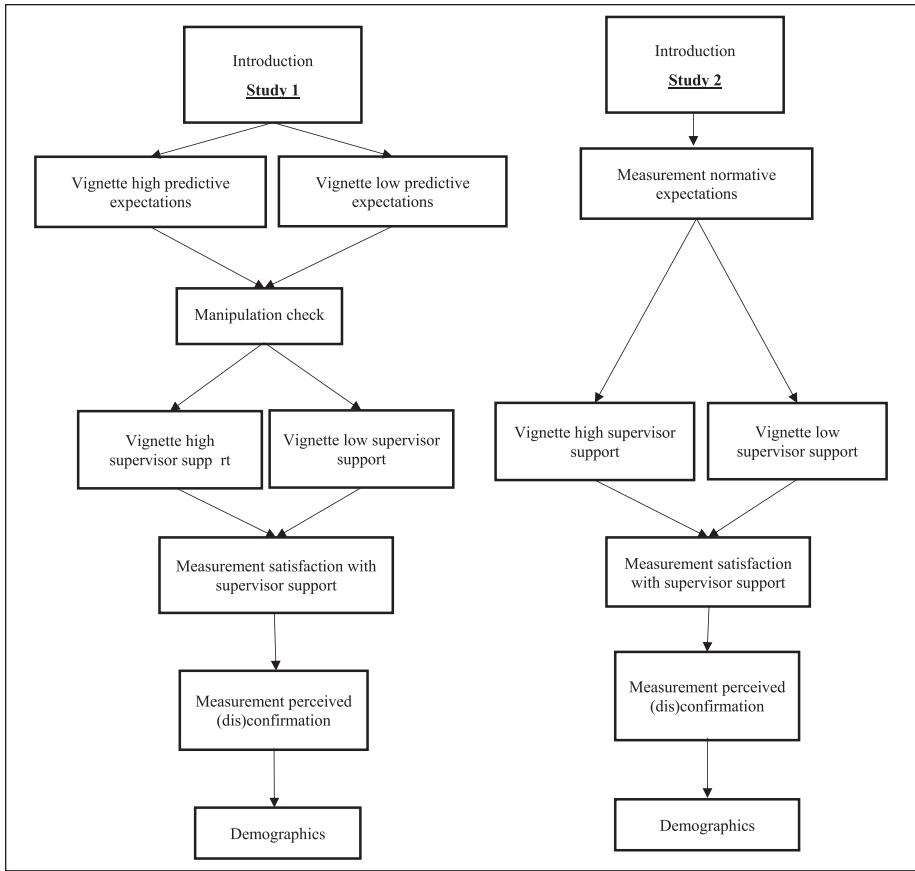 Introduction
Study 1
Vignette high predictive
expectations
Vignette low predictive
expectations
Manipulation check
Vignette high
supervisor supp rt
Vignette low supervisor
support
Measurement satisfaction with
supervisor support
Measurement perceived
(dis)confirmation
Demographics
Introduction
Study 2
Measurement normative
expectations
Vignette high supervisor
support
Vignette low
supervisor support
Measurement satisfaction
with supervisor support
Measurement perceived
(dis)confirmation
Demographics